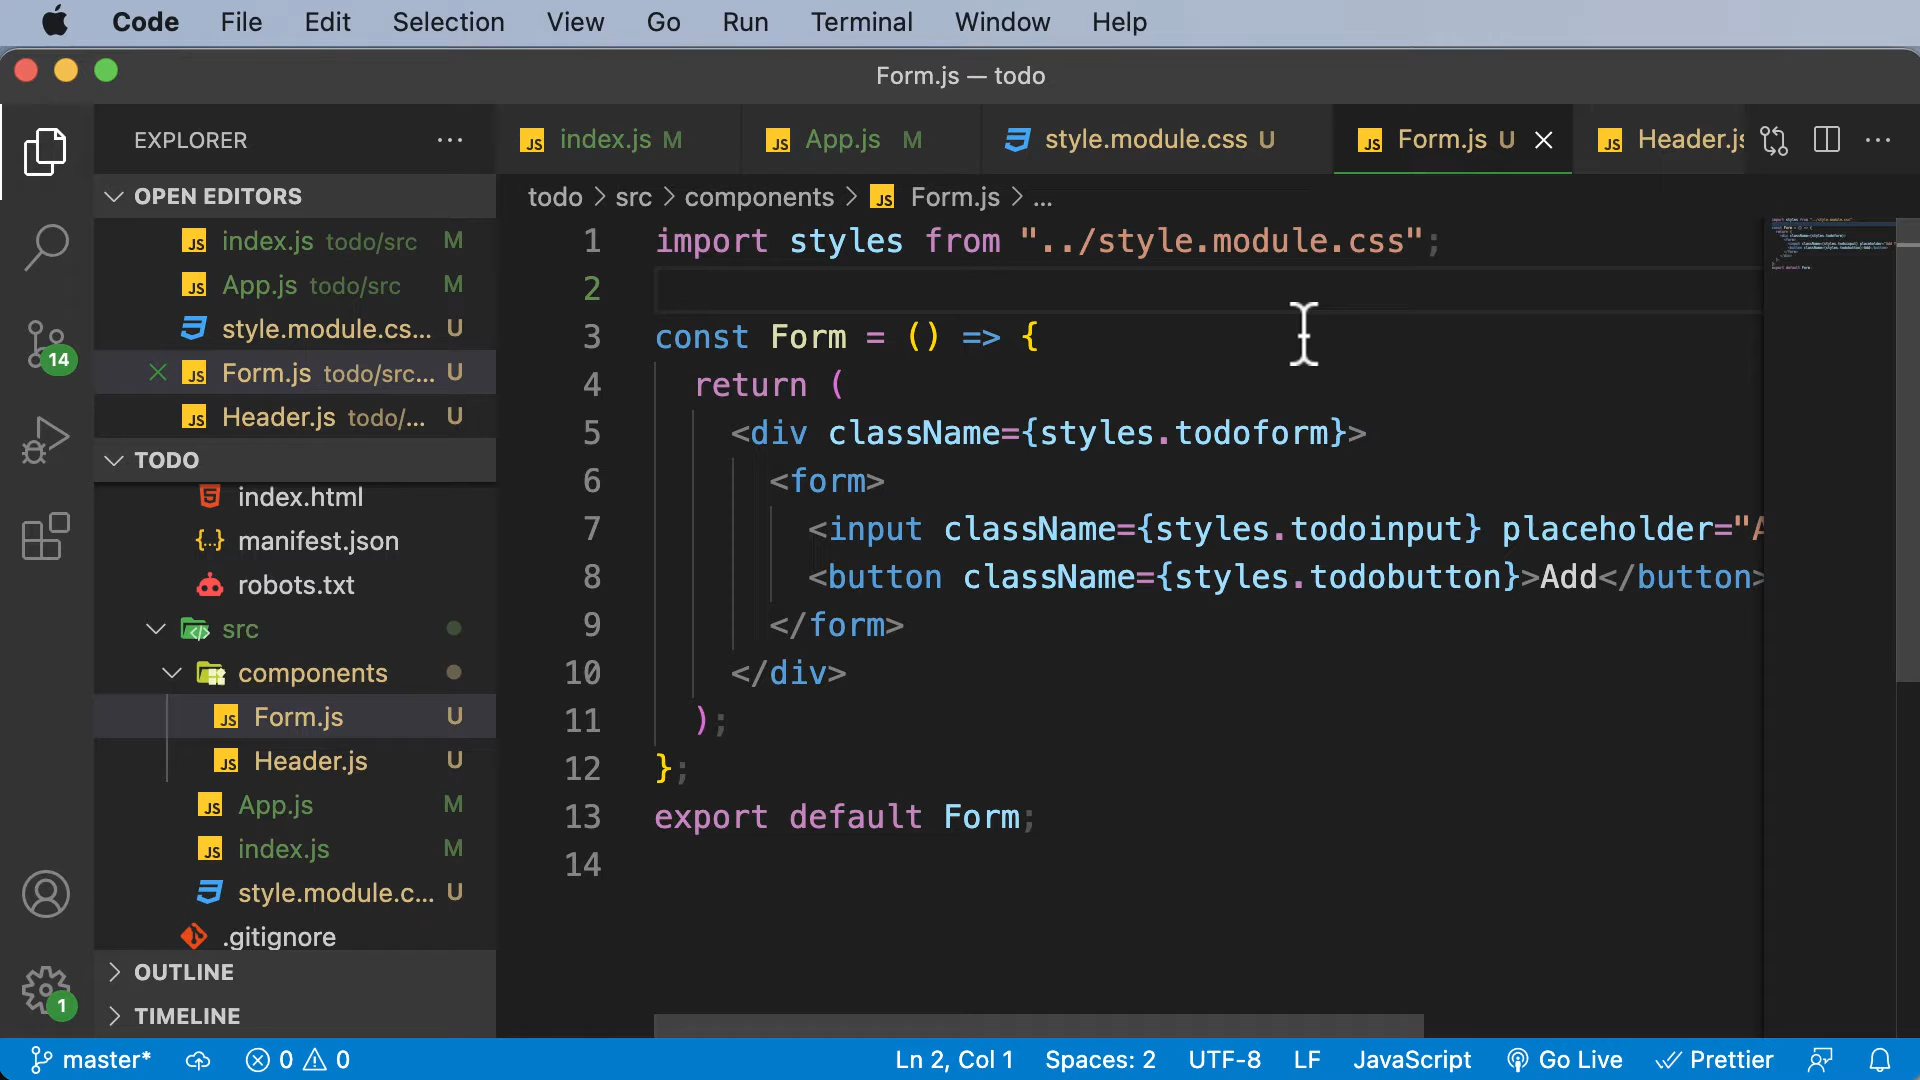 Code File Edit Selection View Go Run Terminal Window Help
Form.js — todo
EXPLORER
index.js M
App.js M
style.module.css U
Form.js U
Header.js
OPEN EDITORS
index.js todo/src M
App.js todo/src M
style.module.cs... U
Form.js todo/src... U
Header.js todo/... U
TODO
index.html
manifest.json
robots.txt
src
components
Form.js U
Header.js U
App.js M
index.js M
style.module.c... U
.gitignore
OUTLINE
TIMELINE
14
1
todo > src > components > Form.js > ...
1 import styles from "../style.module.css";
2
3 const Form = () => {
4 return (
5 <div className={styles.todoform}>
6 <form>
7 <input className={styles.todoinput} placeholder="A
8 <button className={styles.todobutton}>Add</button>
9 </form>
10 </div>
11 );
12 };
13 export default Form;
14
master* 0 0 Ln 2, Col 1 Spaces: 2 UTF-8 LF JavaScript Go Live Prettier